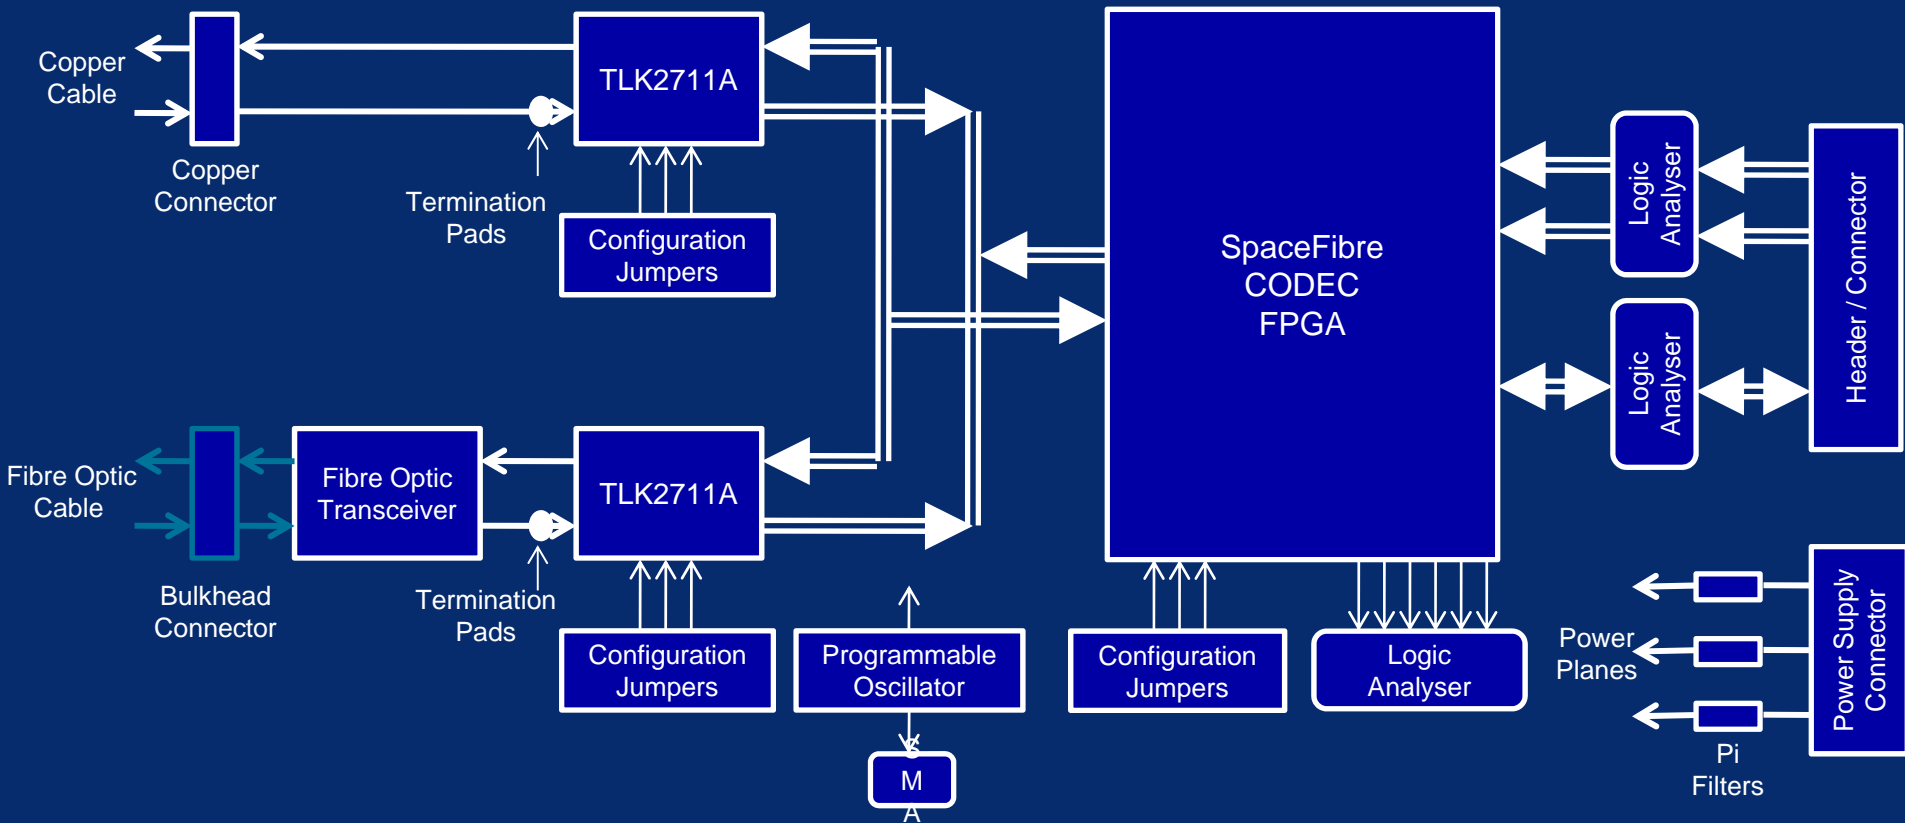 Copper
Cable
Copper
Connector
TLK2711A
Termination
Pads
Configuration
Jumpers
SpaceFibre
CODEC
FPGA
Logic
Analyser
Logic
Analyser
Header / Connector
Fibre Optic
Cable
Bulkhead
Connector
Fibre Optic
Transceiver
TLK2711A
Termination
Pads
Configuration
Jumpers
Programmable
Oscillator
S
M
A
Configuration
Jumpers
Logic
Analyser
Power
Planes
Pi
Filters
Power Supply
Connector